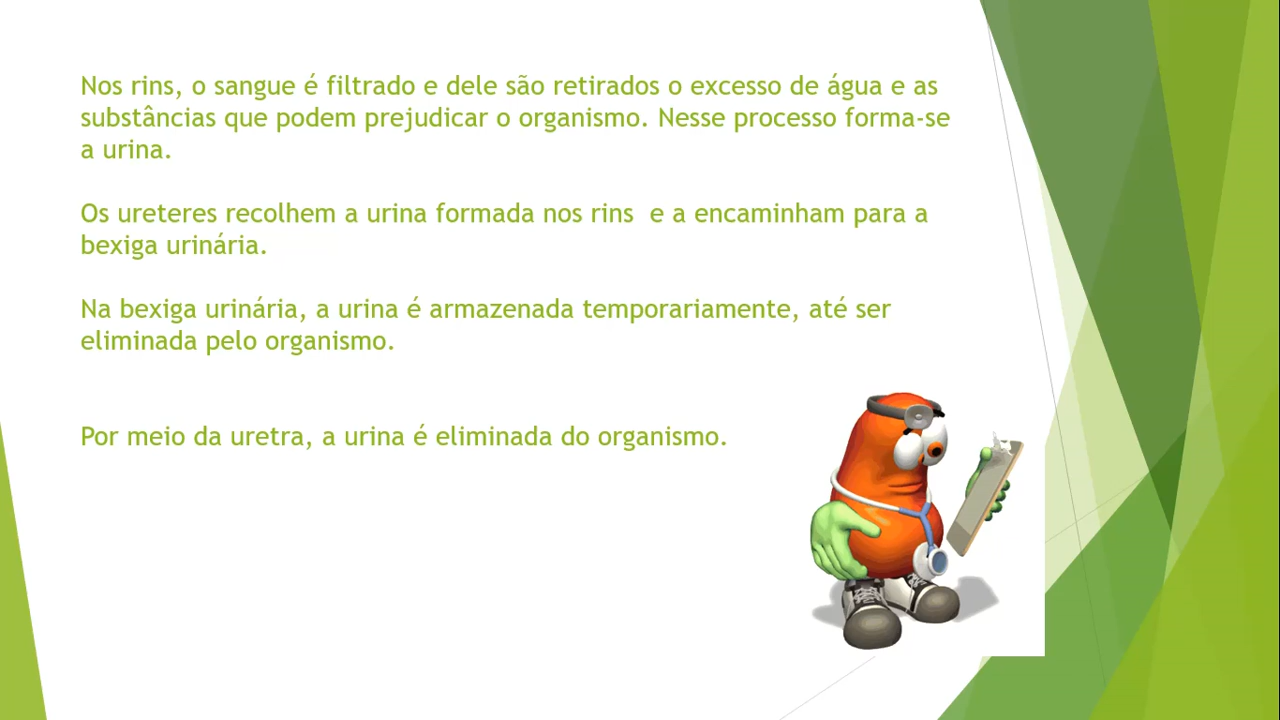 Nos rins, o sangue é filtrado e dele são retirados o excesso de água e as
substâncias que podem prejudicar o organismo. Nesse processo forma-se
a urina.
Os ureteres recolhem a urina formada nos rins  e a encaminham para a
bexiga urinária.
Na bexiga urinária, a urina é armazenada temporariamente, até ser
eliminada pelo organismo.
Por meio da uretra, a urina é eliminada do organismo.